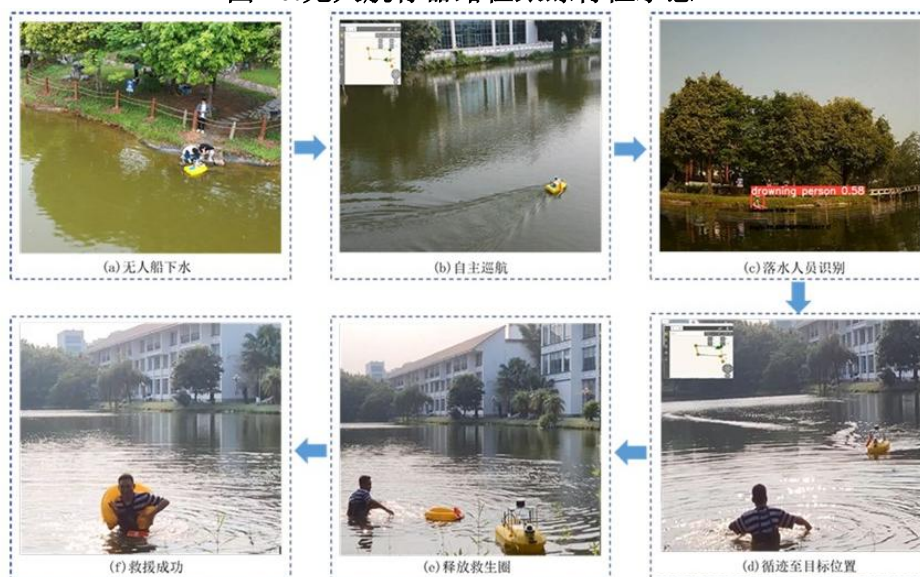 (a)无人船下水
(b)自主巡航
drowning person 0.58
(c)落水人员识别
(f)救援成功
(e)释放救生圈
(d)循迹至目标位置